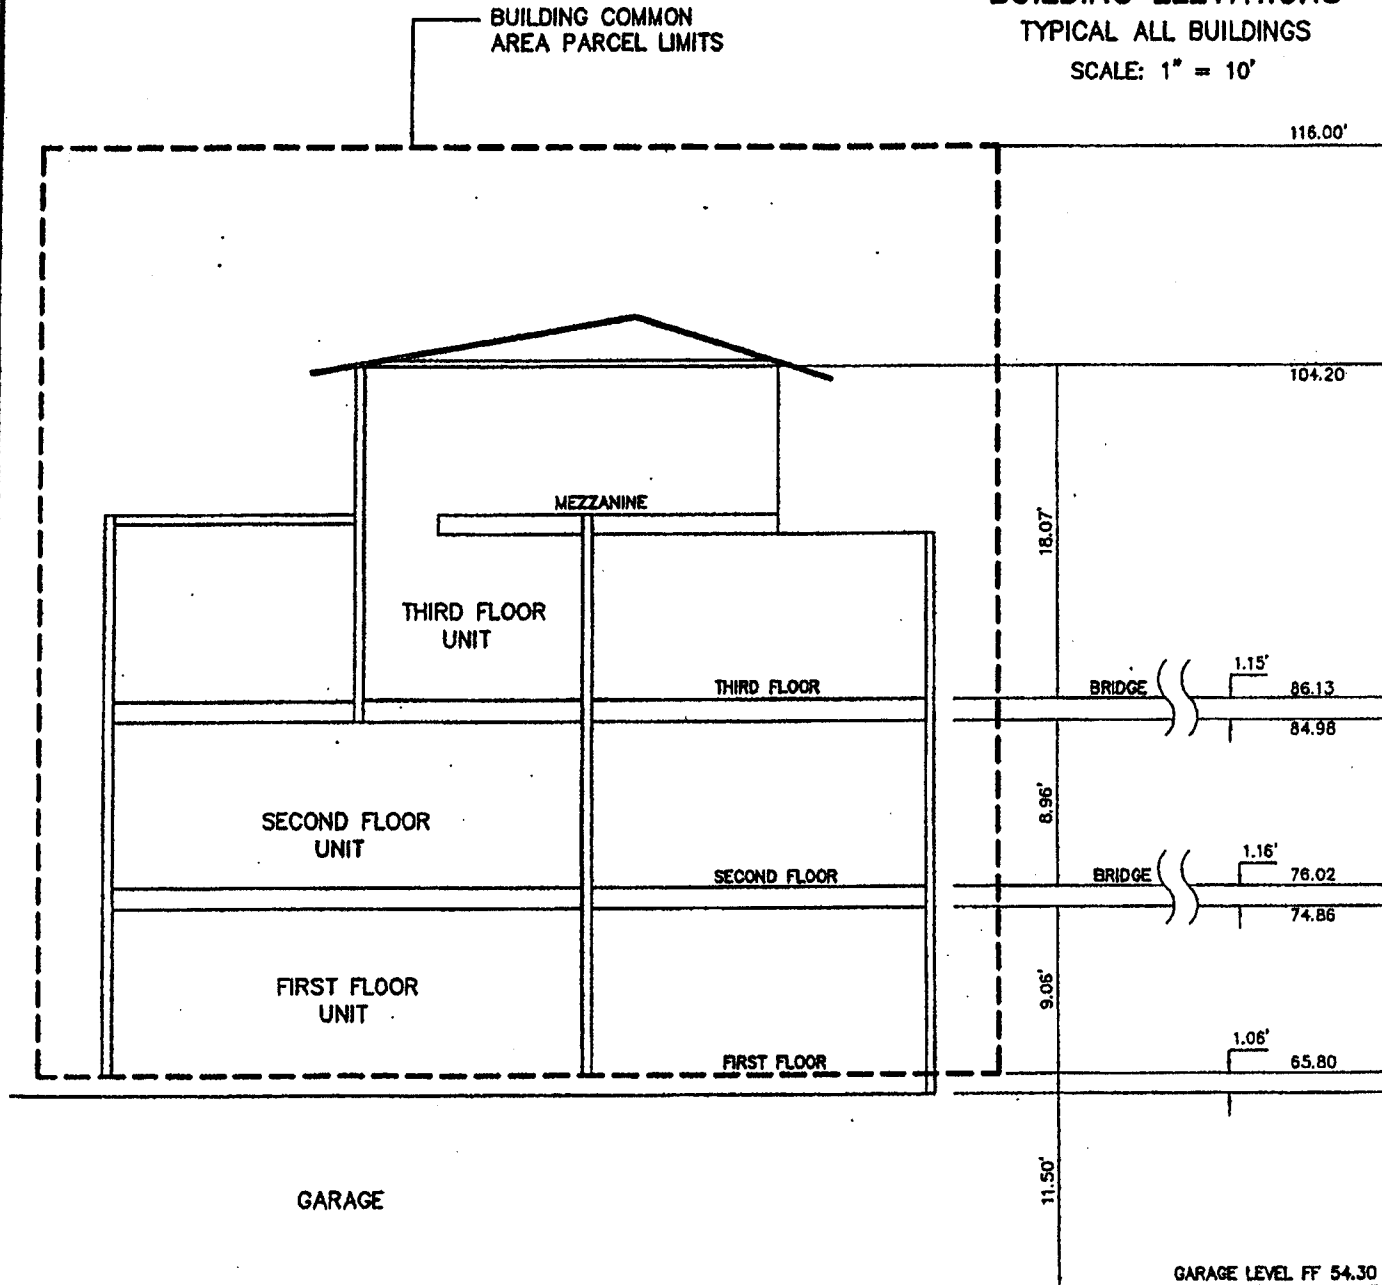 BUILDING COMMON
AREA PARCEL LIMITS
TYPICAL ALL BUILDINGS
SCALE: 1" = 10'
116.00'
104.20
MEZZANINE
18.07'
THIRD FLOOR
UNIT
THIRD FLOOR
BRIDGE
1.15'
86.13
84.98
8.96'
SECOND FLOOR
UNIT
SECOND FLOOR
BRIDGE
1.16'
76.02
74.86
9.06'
FIRST FLOOR
UNIT
FIRST FLOOR
1.06'
65.80
11.50'
GARAGE
GARAGE LEVEL FF 54.30